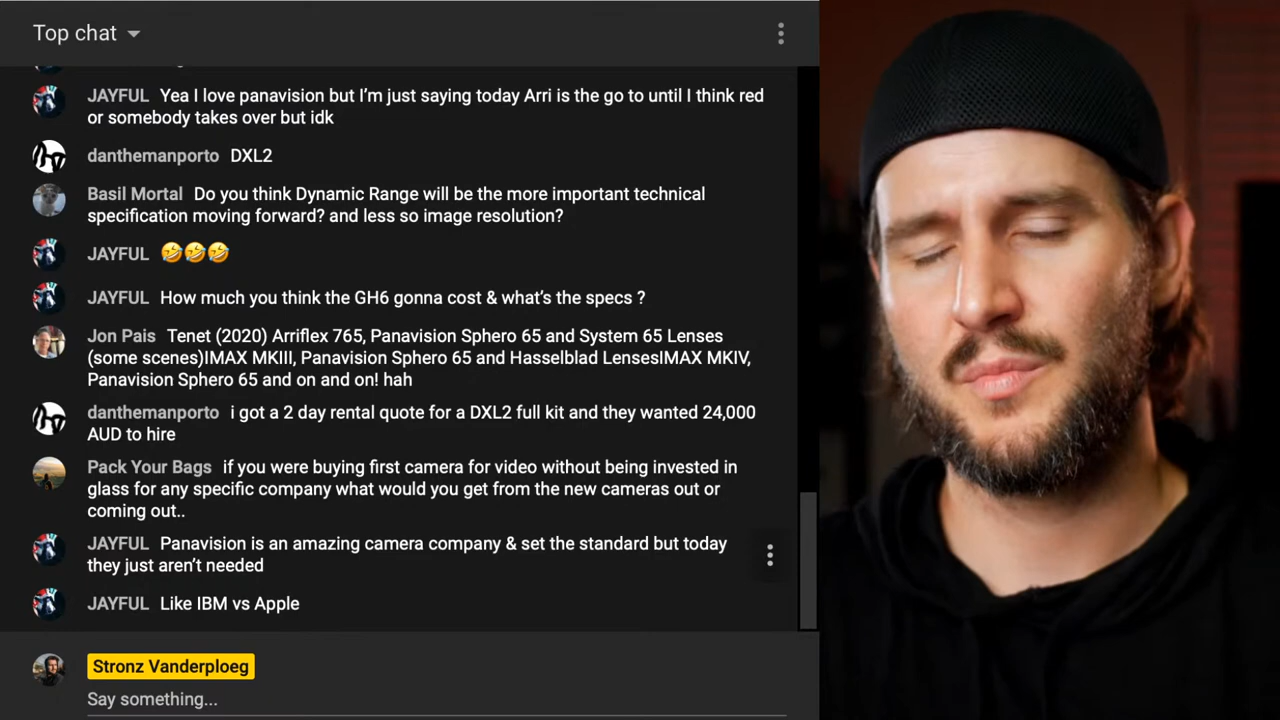 Top chat
JAYFUL Yea I love panavision but I'm just saying today Arri is the go to until I think red
or somebody takes over but idk
danthemanporto DXL2
Basil Mortal Do you think Dynamic Range will be the more important technical
specification moving forward? and less so image resolution?
JAYFUL 🤣🤣🤣
JAYFUL How much you think the GH6 gonna cost & what's the specs ?
Jon Pais Tenet (2020) Arriflex 765, Panavision Sphero 65 and System 65 Lenses
(some scenes)IMAX MKIII, Panavision Sphero 65 and Hasselblad LensesIMAX MKIV,
Panavision Sphero 65 and on and on! hah
danthemanporto i got a 2 day rental quote for a DXL2 full kit and they wanted 24,000
AUD to hire
Pack Your Bags if you were buying first camera for video without being invested in
glass for any specific company what would you get from the new cameras out or
coming out..
JAYFUL Panavision is an amazing camera company & set the standard but today
they just aren't needed
JAYFUL Like IBM vs Apple
Stronz Vanderploeg
Say something...